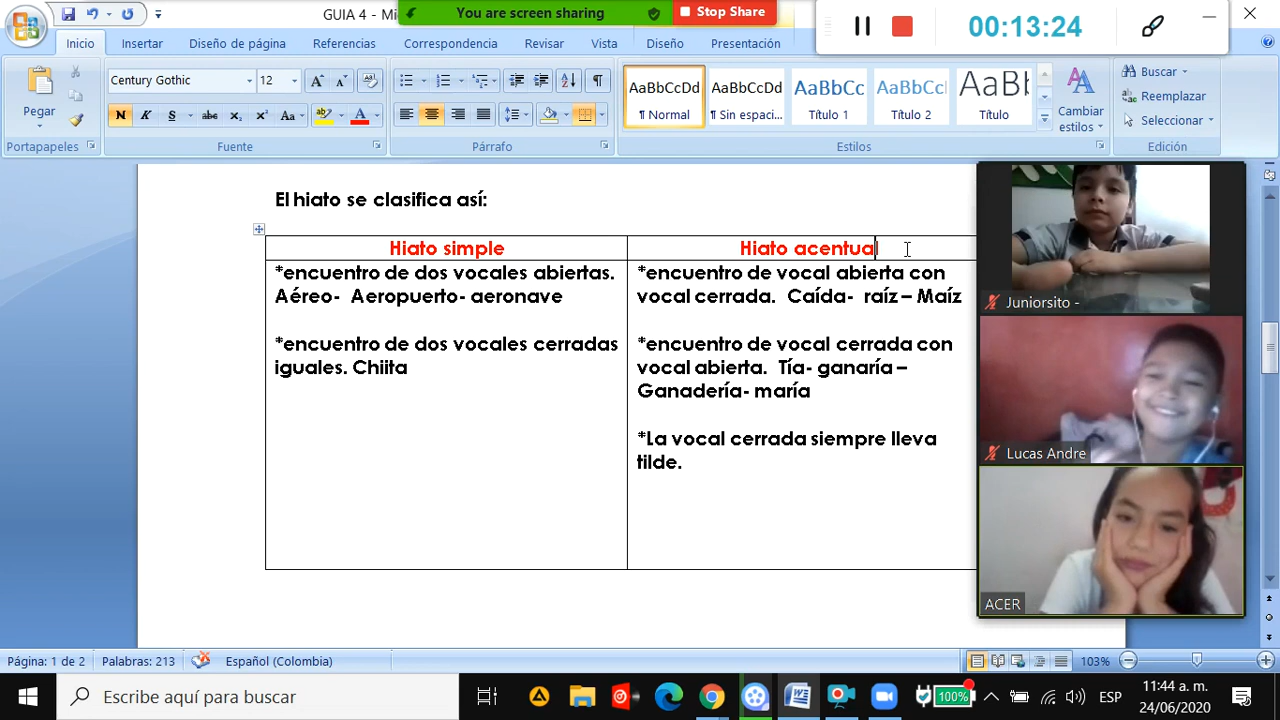 GUIA 4 - Mi
You are screen sharing
Stop Share
00:13:24
Inicio
Insertar
Diseño de página
Referencias
Correspondencia
Revisar
Vista
Diseño
Presentación
Century Gothic
12
Pegar
N K S abc x₂ x² Aa
AaBbCcDd
AaBbCcDd
AaBbCc
AaBbCc
AaB
¶ Normal
¶ Sin espaci...
Título 1
Título 2
Título
Cambiar
estilos
Buscar
Reemplazar
Seleccionar
Portapapeles
Fuente
Párrafo
Estilos
Edición
El hiato se clasifica así:
Hiato simple
*encuentro de dos vocales abiertas.
Aéreo- Aeropuerto- aeronave
*encuentro de dos vocales cerradas
iguales. Chiita
Hiato acentual
*encuentro de vocal abierta con
vocal cerrada. Caída- raíz – Maíz
*encuentro de vocal cerrada con
vocal abierta. Tía- ganaría –
Ganadería- maría
*La vocal cerrada siempre lleva
tilde.
Juniorsito -
Lucas Andre
ACER
Página: 1 de 2
Palabras: 213
Español (Colombia)
103%
Escribe aquí para buscar
100%
ESP
11:44 a. m.
24/06/2020